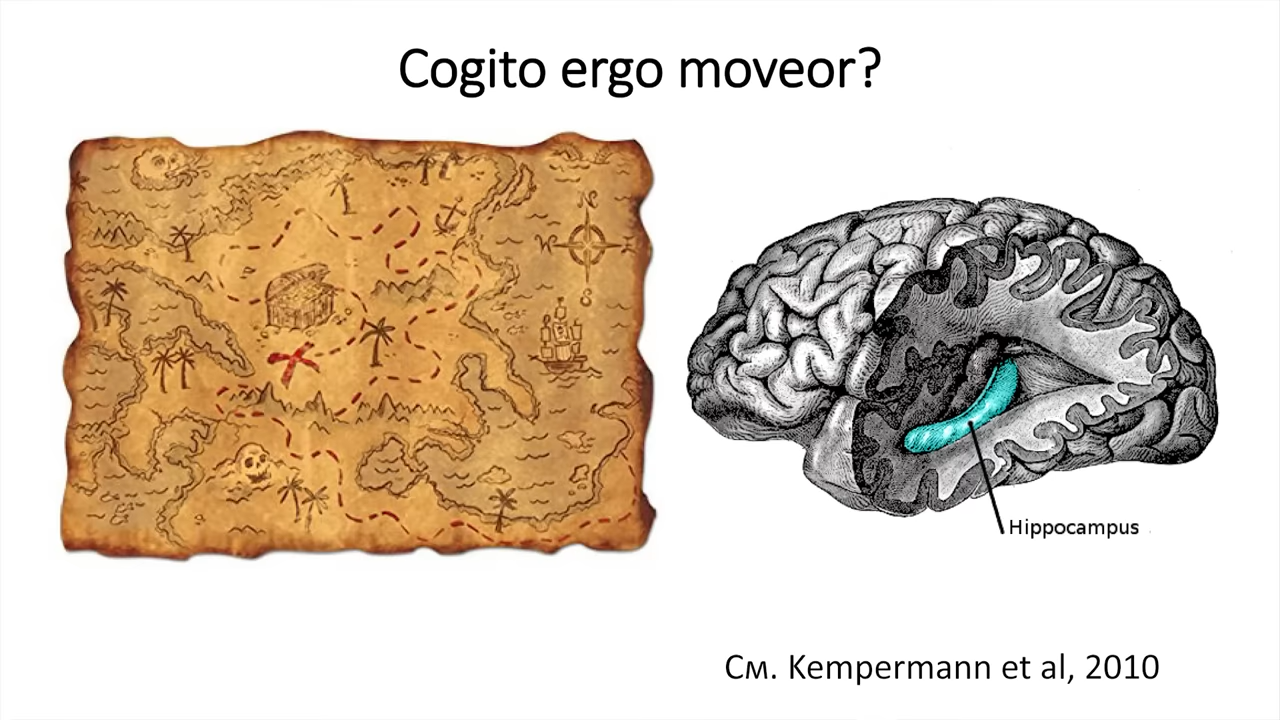 Cogito ergo moveor?
N
W E
S
Hippocampus
См. Kempermann et al, 2010